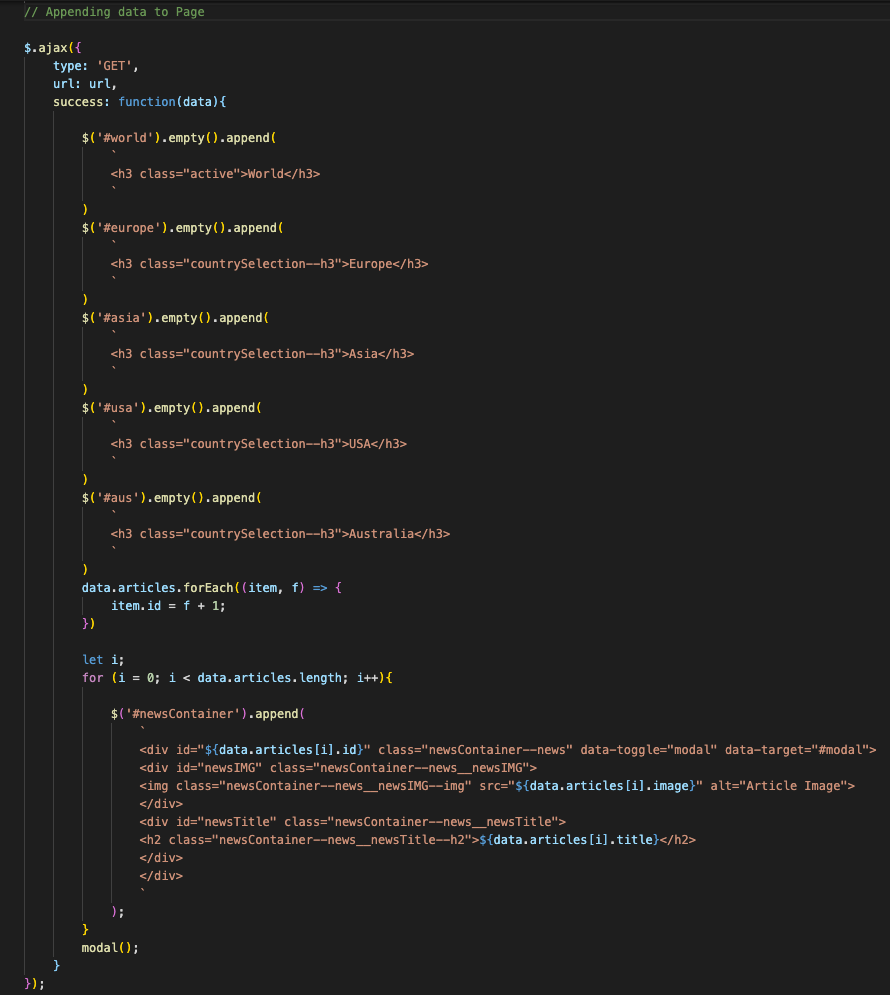 // Appending data to Page
$.ajax({
type: 'GET',
url: url,
success: function(data){
$('#world').empty().append(
`
<h3 class="active">World</h3>
`
)
$('#europe').empty().append(
`
<h3 class="countrySelection--h3">Europe</h3>
`
)
$('#asia').empty().append(
`
<h3 class="countrySelection--h3">Asia</h3>
`
)
$('#usa').empty().append(
`
<h3 class="countrySelection--h3">USA</h3>
`
)
$('#aus').empty().append(
`
<h3 class="countrySelection--h3">Australia</h3>
`
)
data.articles.forEach((item, f) => {
item.id = f + 1;
})
let i;
for (i = 0; i < data.articles.length; i++){
$('#newsContainer').append(
`
<div id="${data.articles[i].id}" class="newsContainer--news" data-toggle="modal" data-target="#modal">
<div id="newsIMG" class="newsContainer--news__newsIMG">
<img class="newsContainer--news__newsIMG--img" src="${data.articles[i].image}" alt="Article Image">
</div>
<div id="newsTitle" class="newsContainer--news__newsTitle">
<h2 class="newsContainer--news__newsTitle--h2">${data.articles[i].title}</h2>
</div>
</div>
`
);
}
modal();
}
});